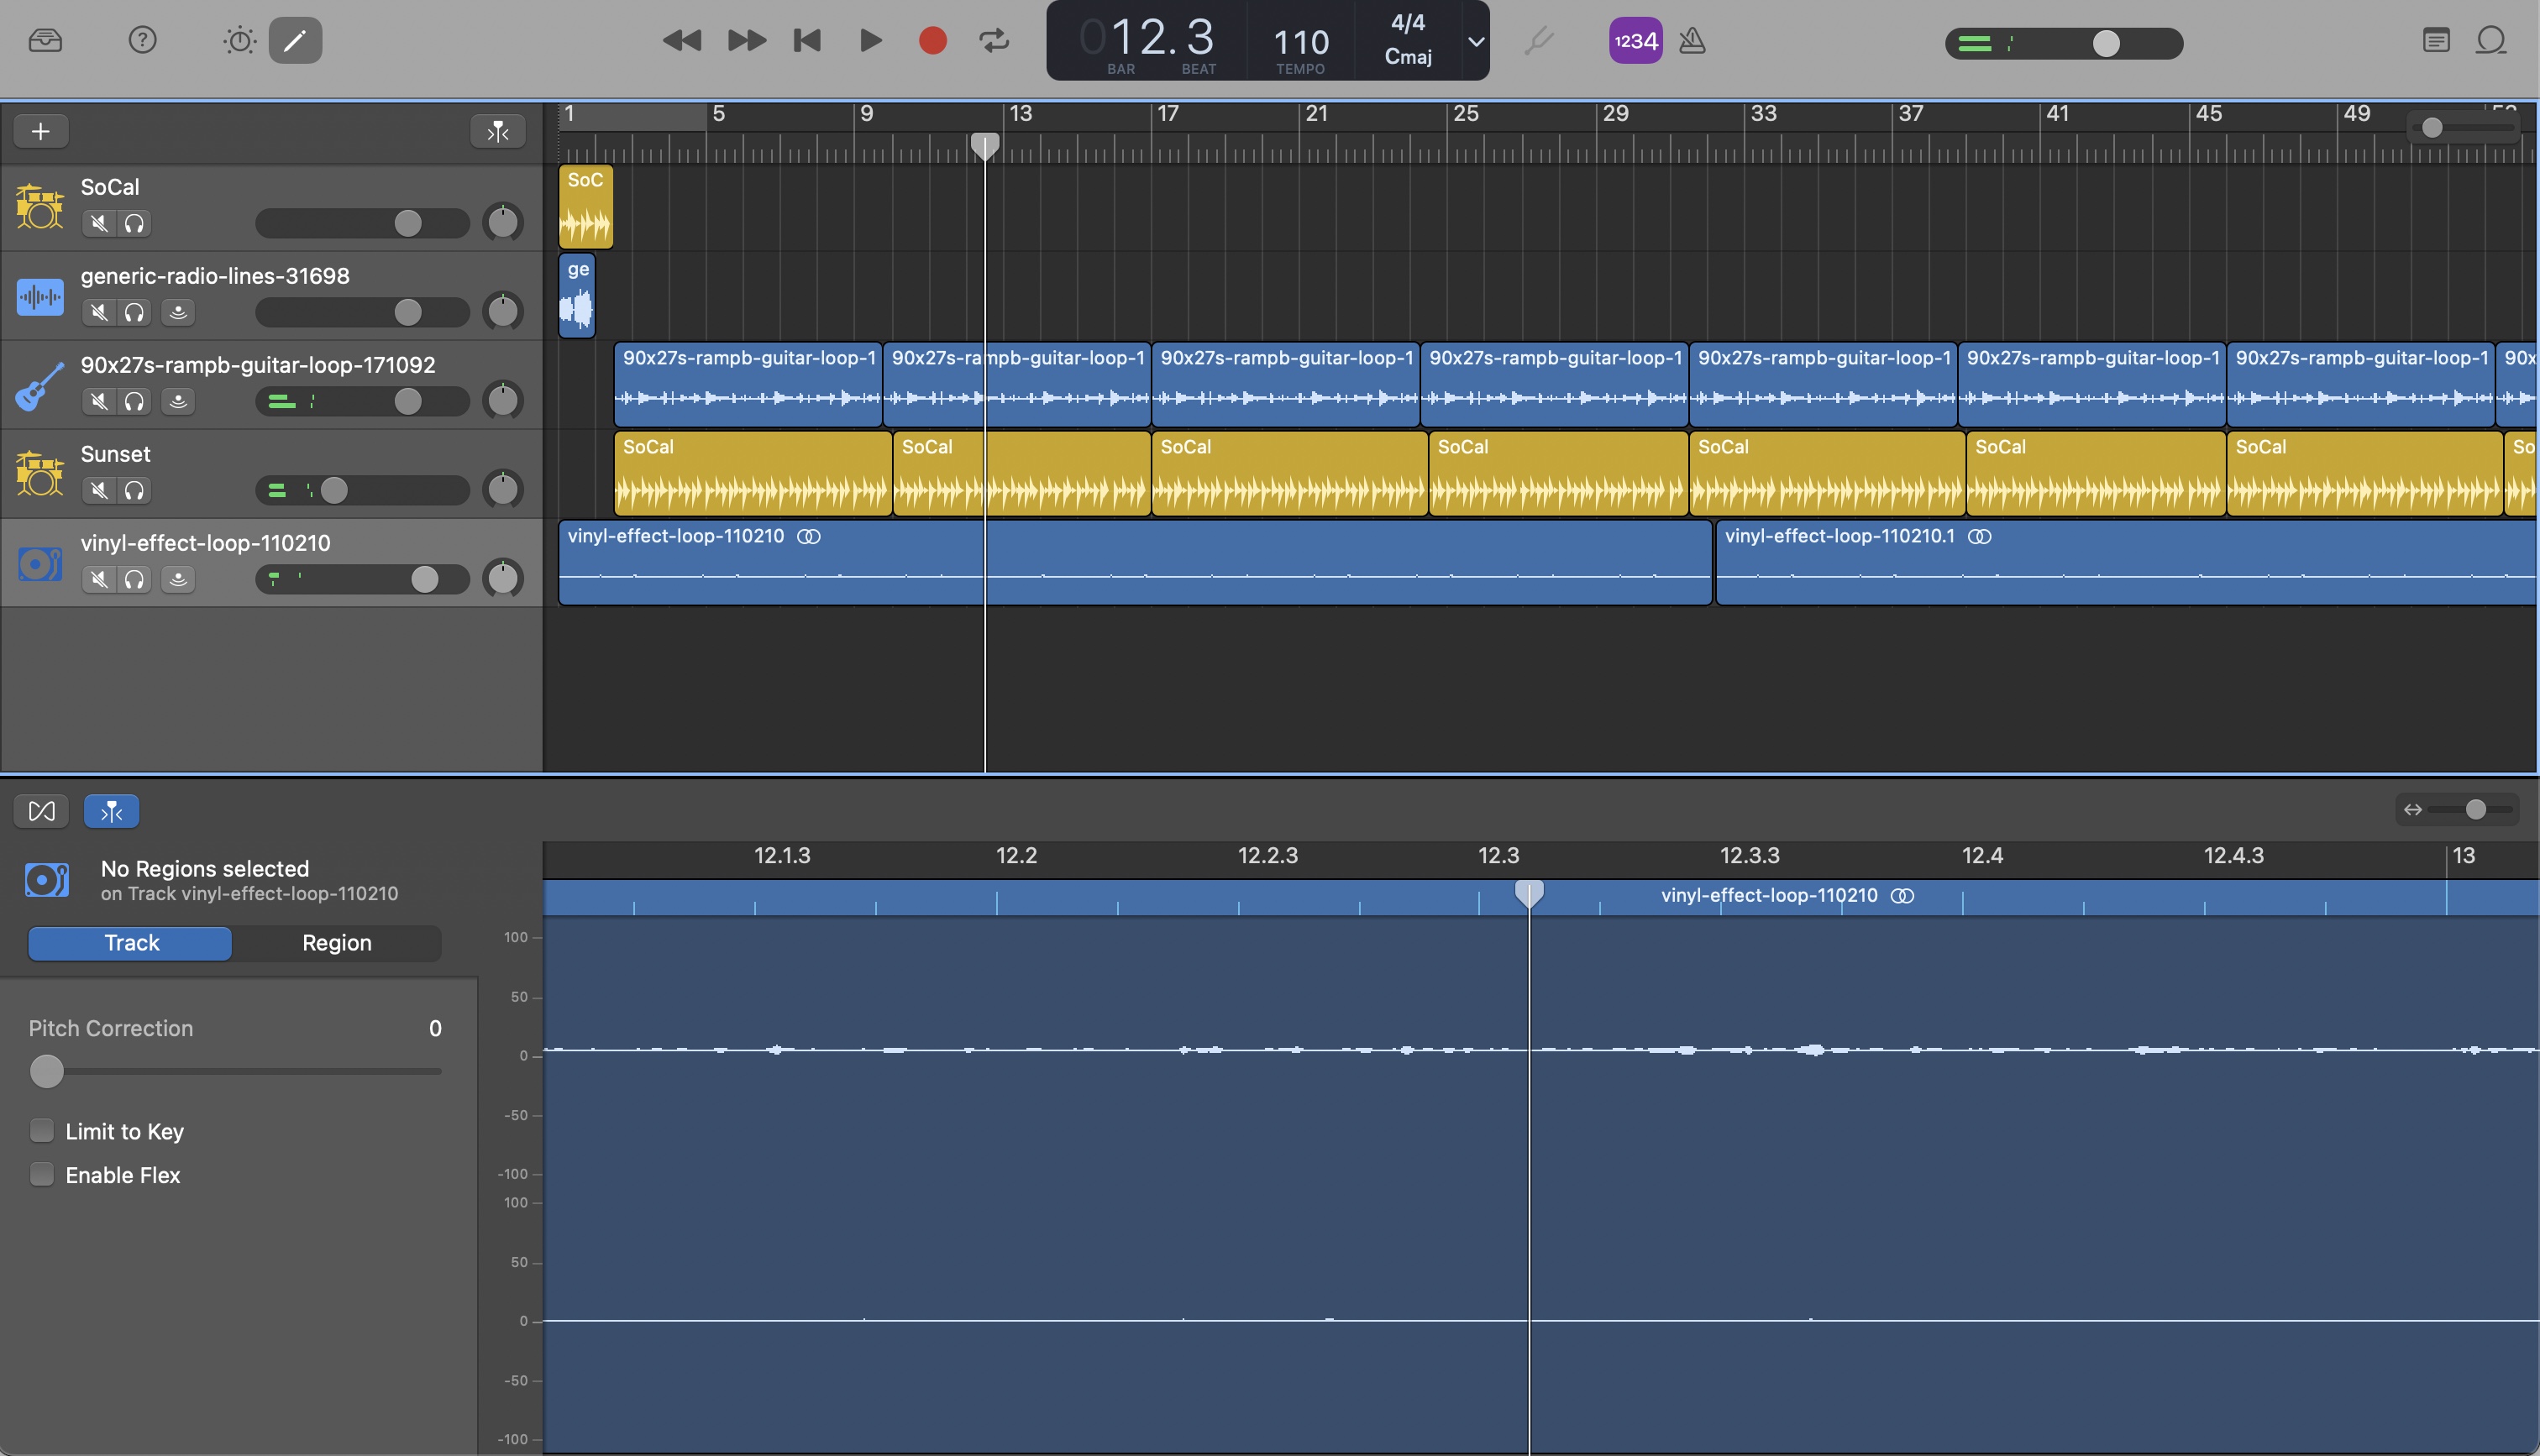 012.3
BAR
BEAT
110
TEMPO
4/4
Cmaj
1234
1 5 9 13 17 21 25 29 33 37 41 45 49
SoCal
SoC
generic-radio-lines-31698
ge
90x27s-rampb-guitar-loop-171092
90x27s-rampb-guitar-loop-1 90x27s-rampb-guitar-loop-1 90x27s-rampb-guitar-loop-1 90x27s-rampb-guitar-loop-1 90x27s-rampb-guitar-loop-1 90x27s-rampb-guitar-loop-1 90x27s-rampb-guitar-loop-1 90x
Sunset
SoCal SoCal SoCal SoCal SoCal SoCal SoCal So
vinyl-effect-loop-110210
vinyl-effect-loop-110210 vinyl-effect-loop-110210.1
12.1.3 12.2 12.2.3 12.3 12.3.3 12.4 12.4.3 13
No Regions selected
on Track vinyl-effect-loop-110210
vinyl-effect-loop-110210
Track Region
Pitch Correction 0
Limit to Key
Enable Flex
100
50
0
-50
-100
100
50
0
-50
-100